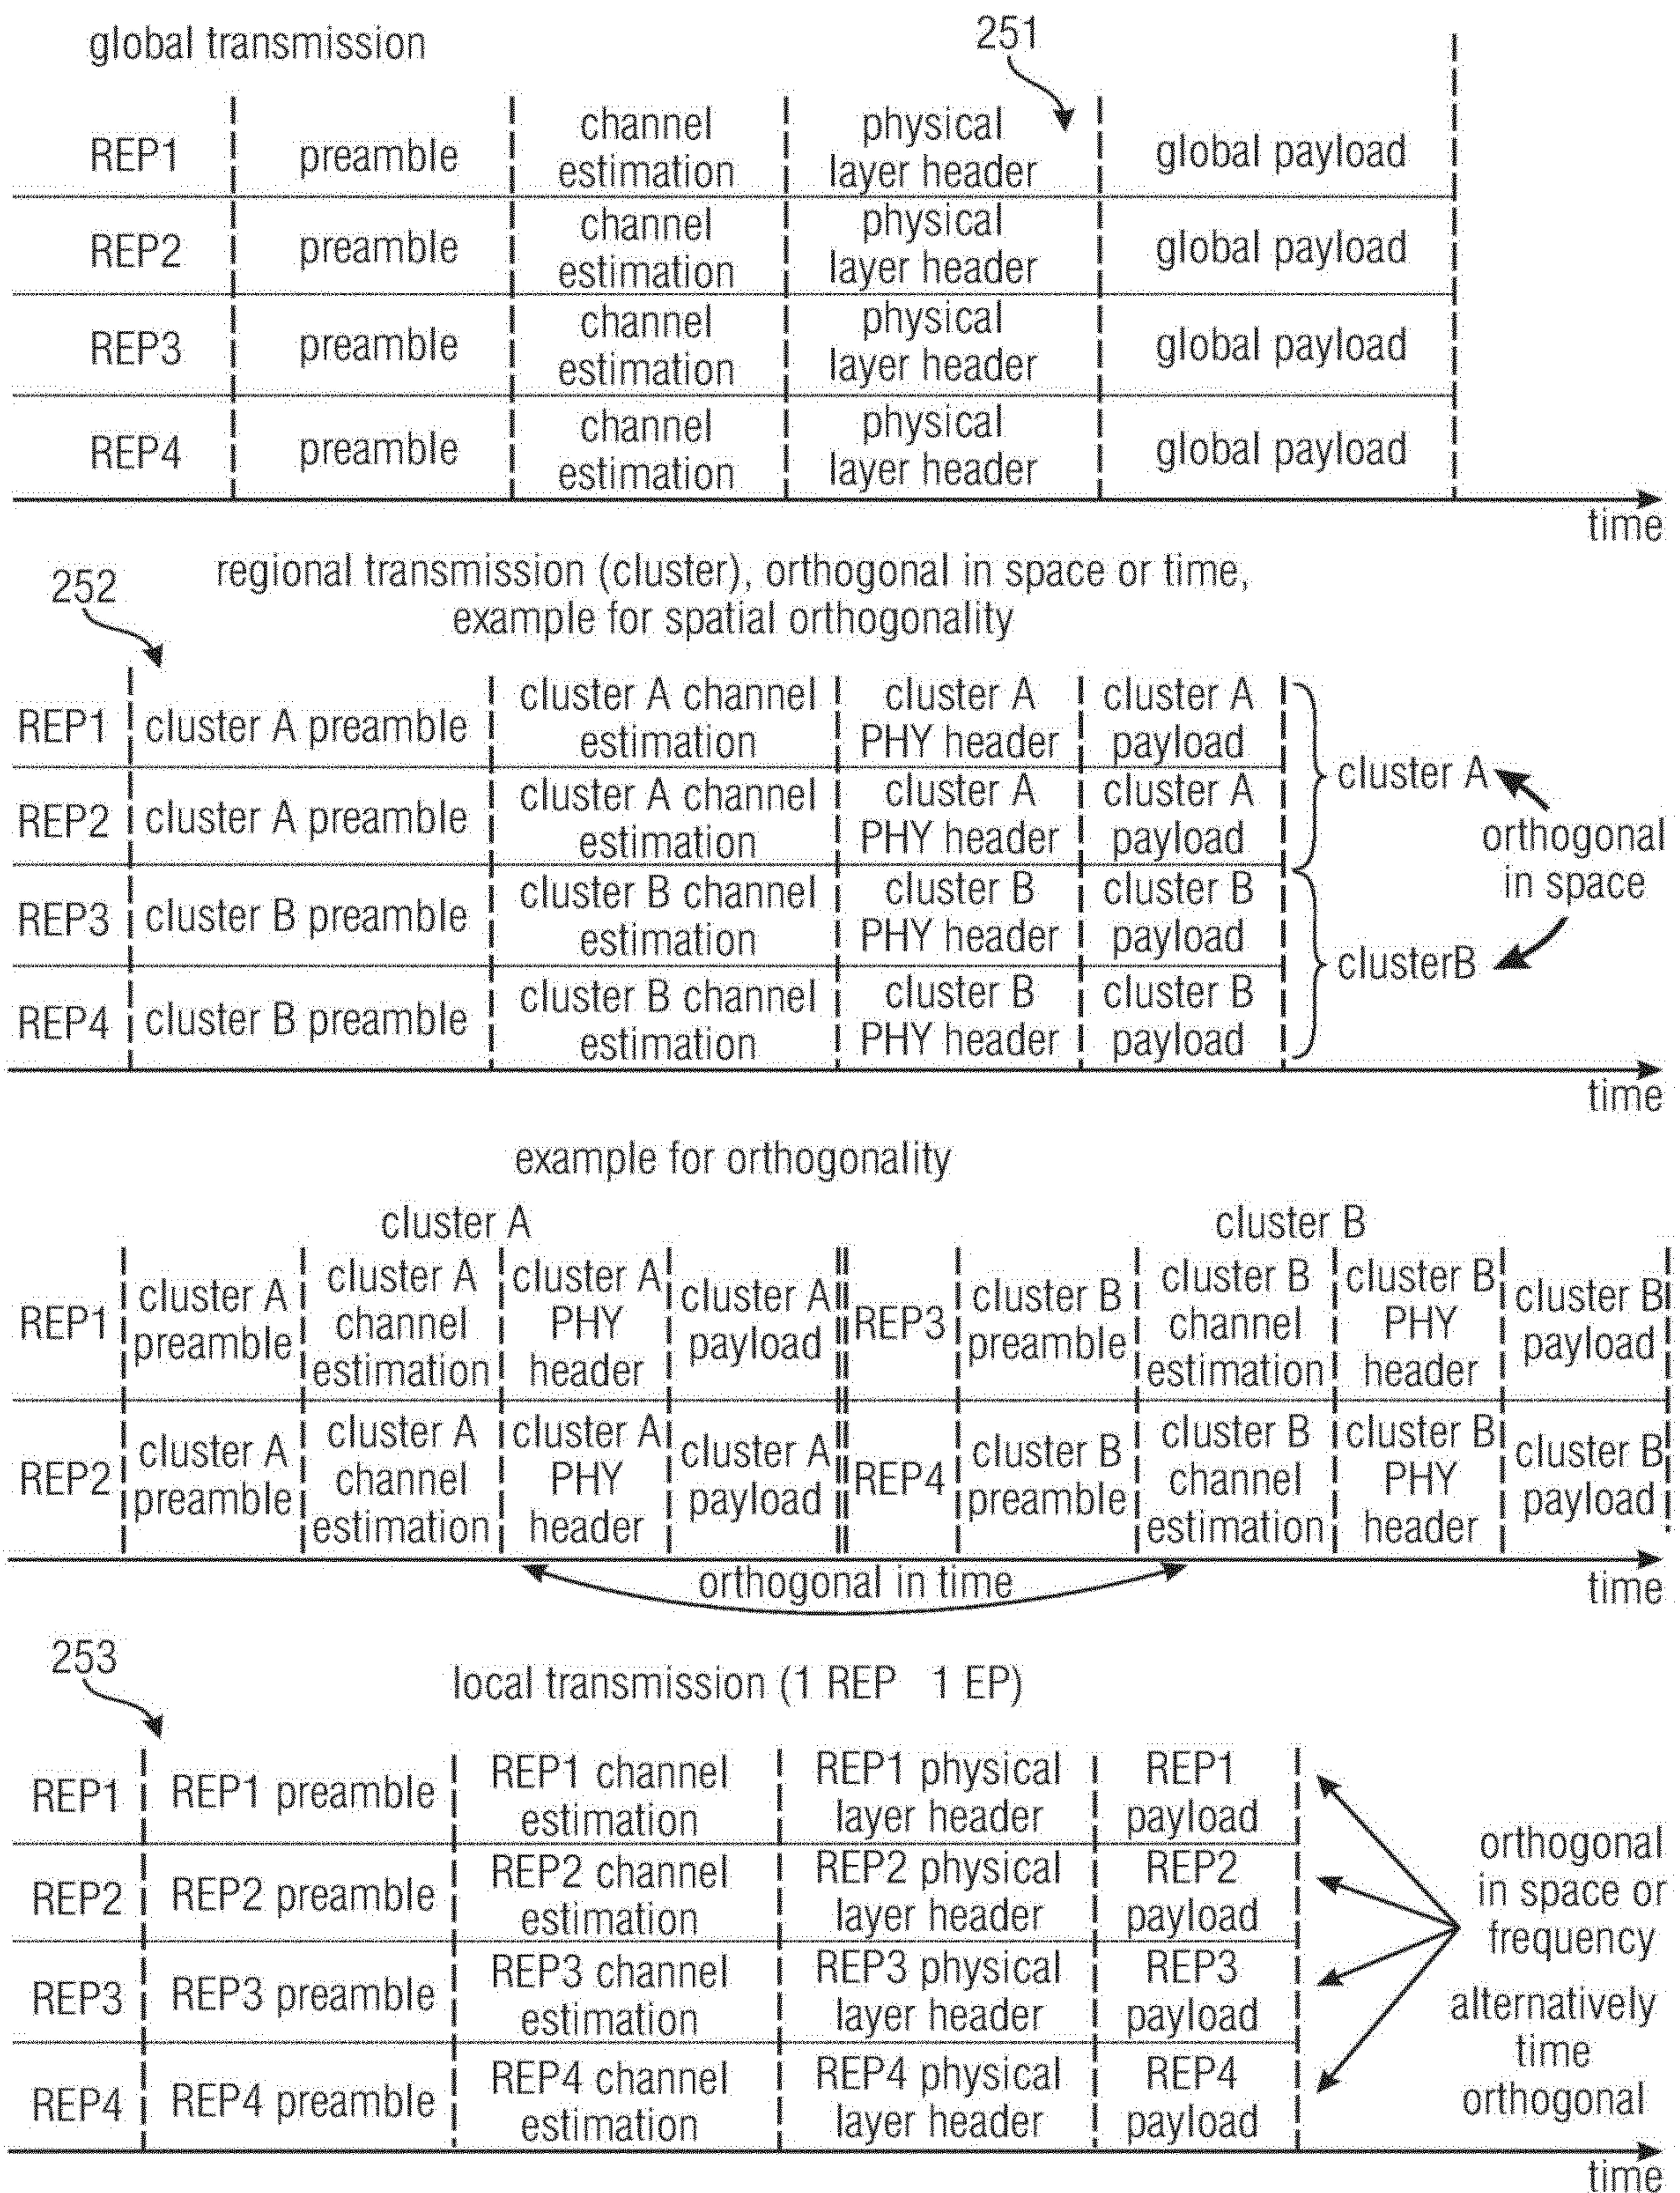 global transmission
251
REP1 preamble channel estimation physical layer header global payload
REP2 preamble channel estimation physical layer header global payload
REP3 preamble channel estimation physical layer header global payload
REP4 preamble channel estimation physical layer header global payload
time
252
regional transmission (cluster), orthogonal in space or time,
example for spatial orthogonality
REP1 cluster A preamble cluster A channel estimation cluster A PHY header cluster A payload
REP2 cluster A preamble cluster A channel estimation cluster A PHY header cluster A payload
cluster A
orthogonal
in space
REP3 cluster B preamble cluster B channel estimation cluster B PHY header cluster B payload
REP4 cluster B preamble cluster B channel estimation cluster B PHY header cluster B payload
clusterB
time
example for orthogonality
cluster A
cluster B
REP1 cluster A preamble cluster A channel estimation cluster A PHY header cluster A payload REP3 cluster B preamble cluster B channel estimation cluster B PHY header cluster B payload
REP2 cluster A preamble cluster A channel estimation cluster A PHY header cluster A payload REP4 cluster B preamble cluster B channel estimation cluster B PHY header cluster B payload
orthogonal in time
time
253
local transmission (1 REP 1 EP)
REP1 REP1 preamble REP1 channel estimation REP1 physical layer header REP1 payload
REP2 REP2 preamble REP2 channel estimation REP2 physical layer header REP2 payload
REP3 REP3 preamble REP3 channel estimation REP3 physical layer header REP3 payload
REP4 REP4 preamble REP4 channel estimation REP4 physical layer header REP4 payload
orthogonal
in space or
frequency
alternatively
time
orthogonal
time